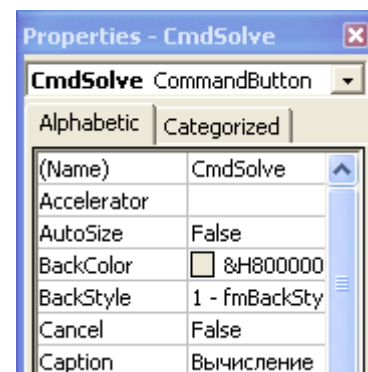 Properties - CmdSolve
CmdSolve CommandButton
Alphabetic Categorized
(Name) CmdSolve
Accelerator
AutoSize False
BackColor &H800000
BackStyle 1 - fmBackSty
Cancel False
Caption Вычисление